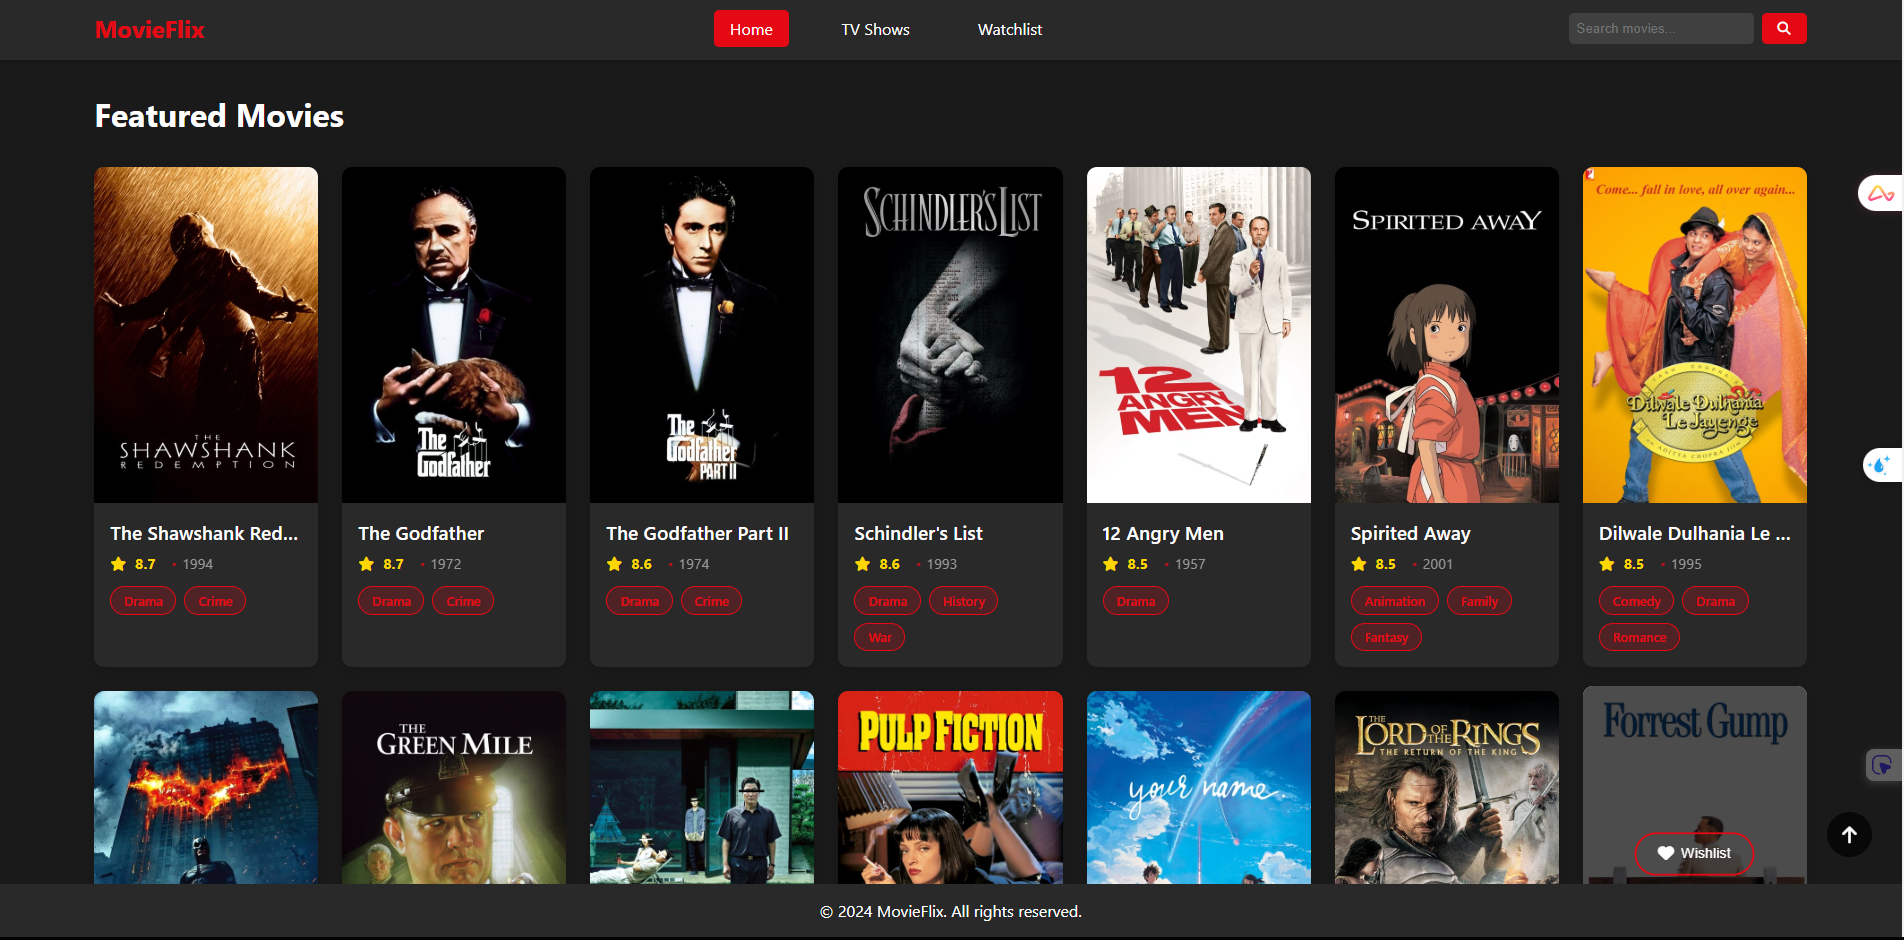 MovieFlix
Home
TV Shows
Watchlist
Search movies...
Featured Movies
THE
SHAWSHANK
REDEMPTION
The
Godfather
The
Godfather
PART II
SCHINDLER'S LIST
12
ANGRY
MEN
SPIRITED AWAY
Come... fall in love, all over again...
YASH CHOPRA
Dilwale Dulhania
Le Jayenge
an ADITYA CHOPRA film
The Shawshank Red...
The Godfather
The Godfather Part II
Schindler's List
12 Angry Men
Spirited Away
Dilwale Dulhania Le ...
8.7 • 1994
8.7 • 1972
8.6 • 1974
8.6 • 1993
8.5 • 1957
8.5 • 2001
8.5 • 1995
Drama Crime
Drama Crime
Drama Crime
Drama History
Drama
Animation Family
Comedy Drama
War
Fantasy
Romance
THE
GREEN MILE
PULP FICTION
your name
THE
LORD OF THE RINGS
THE RETURN OF THE KING
Forrest Gump
Wishlist
© 2024 MovieFlix. All rights reserved.